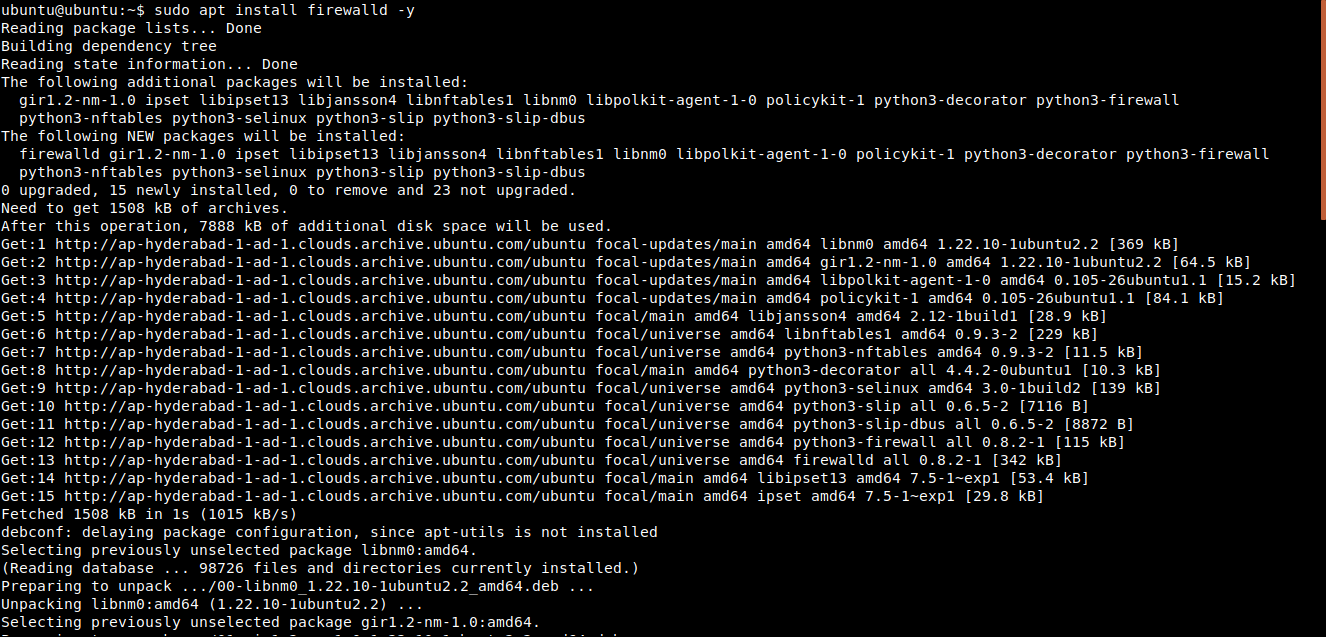 ubuntu@ubuntu:~$ sudo apt install firewalld -y
Reading package lists... Done
Building dependency tree
Reading state information... Done
The following additional packages will be installed:
  gir1.2-nm-1.0 ipset libipset13 libjansson4 libnftables1 libnm0 libpolkit-agent-1-0 policykit-1 python3-decorator python3-firewall
  python3-nftables python3-selinux python3-slip python3-slip-dbus
The following NEW packages will be installed:
  firewalld gir1.2-nm-1.0 ipset libipset13 libjansson4 libnftables1 libnm0 libpolkit-agent-1-0 policykit-1 python3-decorator python3-firewall
  python3-nftables python3-selinux python3-slip python3-slip-dbus
0 upgraded, 15 newly installed, 0 to remove and 23 not upgraded.
Need to get 1508 kB of archives.
After this operation, 7888 kB of additional disk space will be used.
Get:1 http://ap-hyderabad-1-ad-1.clouds.archive.ubuntu.com/ubuntu focal-updates/main amd64 libnm0 amd64 1.22.10-1ubuntu2.2 [369 kB]
Get:2 http://ap-hyderabad-1-ad-1.clouds.archive.ubuntu.com/ubuntu focal-updates/main amd64 gir1.2-nm-1.0 amd64 1.22.10-1ubuntu2.2 [64.5 kB]
Get:3 http://ap-hyderabad-1-ad-1.clouds.archive.ubuntu.com/ubuntu focal-updates/main amd64 libpolkit-agent-1-0 amd64 0.105-26ubuntu1.1 [15.2 kB]
Get:4 http://ap-hyderabad-1-ad-1.clouds.archive.ubuntu.com/ubuntu focal-updates/main amd64 policykit-1 amd64 0.105-26ubuntu1.1 [84.1 kB]
Get:5 http://ap-hyderabad-1-ad-1.clouds.archive.ubuntu.com/ubuntu focal/main amd64 libjansson4 amd64 2.12-1build1 [28.9 kB]
Get:6 http://ap-hyderabad-1-ad-1.clouds.archive.ubuntu.com/ubuntu focal/universe amd64 libnftables1 amd64 0.9.3-2 [229 kB]
Get:7 http://ap-hyderabad-1-ad-1.clouds.archive.ubuntu.com/ubuntu focal/universe amd64 python3-nftables amd64 0.9.3-2 [11.5 kB]
Get:8 http://ap-hyderabad-1-ad-1.clouds.archive.ubuntu.com/ubuntu focal/main amd64 python3-decorator all 4.4.2-0ubuntu1 [10.3 kB]
Get:9 http://ap-hyderabad-1-ad-1.clouds.archive.ubuntu.com/ubuntu focal/universe amd64 python3-selinux amd64 3.0-1build2 [139 kB]
Get:10 http://ap-hyderabad-1-ad-1.clouds.archive.ubuntu.com/ubuntu focal/universe amd64 python3-slip all 0.6.5-2 [7116 B]
Get:11 http://ap-hyderabad-1-ad-1.clouds.archive.ubuntu.com/ubuntu focal/universe amd64 python3-slip-dbus all 0.6.5-2 [8872 B]
Get:12 http://ap-hyderabad-1-ad-1.clouds.archive.ubuntu.com/ubuntu focal/universe amd64 python3-firewall all 0.8.2-1 [115 kB]
Get:13 http://ap-hyderabad-1-ad-1.clouds.archive.ubuntu.com/ubuntu focal/universe amd64 firewalld all 0.8.2-1 [342 kB]
Get:14 http://ap-hyderabad-1-ad-1.clouds.archive.ubuntu.com/ubuntu focal/main amd64 libipset13 amd64 7.5-1~exp1 [53.4 kB]
Get:15 http://ap-hyderabad-1-ad-1.clouds.archive.ubuntu.com/ubuntu focal/main amd64 ipset amd64 7.5-1~exp1 [29.8 kB]
Fetched 1508 kB in 1s (1015 kB/s)
debconf: delaying package configuration, since apt-utils is not installed
Selecting previously unselected package libnm0:amd64.
(Reading database ... 98726 files and directories currently installed.)
Preparing to unpack .../00-libnm0_1.22.10-1ubuntu2.2_amd64.deb ...
Unpacking libnm0:amd64 (1.22.10-1ubuntu2.2) ...
Selecting previously unselected package gir1.2-nm-1.0:amd64.